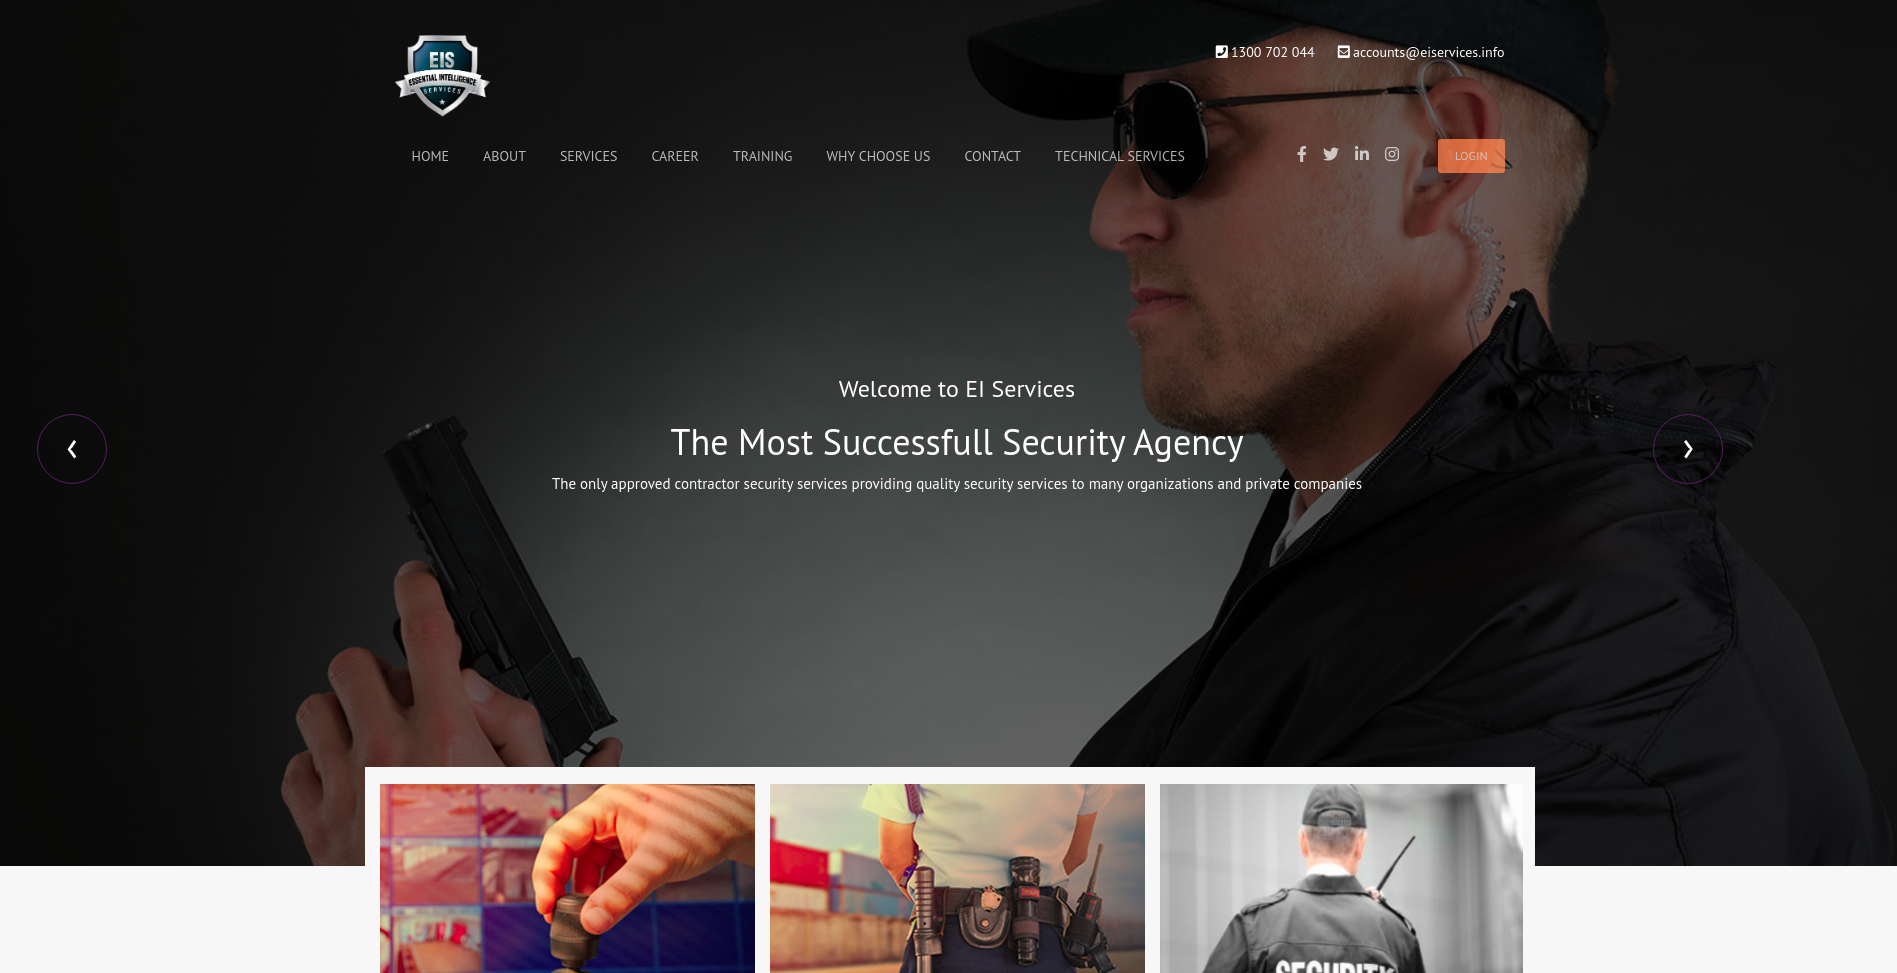 EIS
ESSENTIAL INTELLIGENCE
SERVICES
1300 702 044
accounts@eiservices.info
HOME ABOUT SERVICES CAREER TRAINING WHY CHOOSE US CONTACT TECHNICAL SERVICES
LOGIN
Welcome to EI Services
The Most Successfull Security Agency
The only approved contractor security services providing quality security services to many organizations and private companies
SECURITY